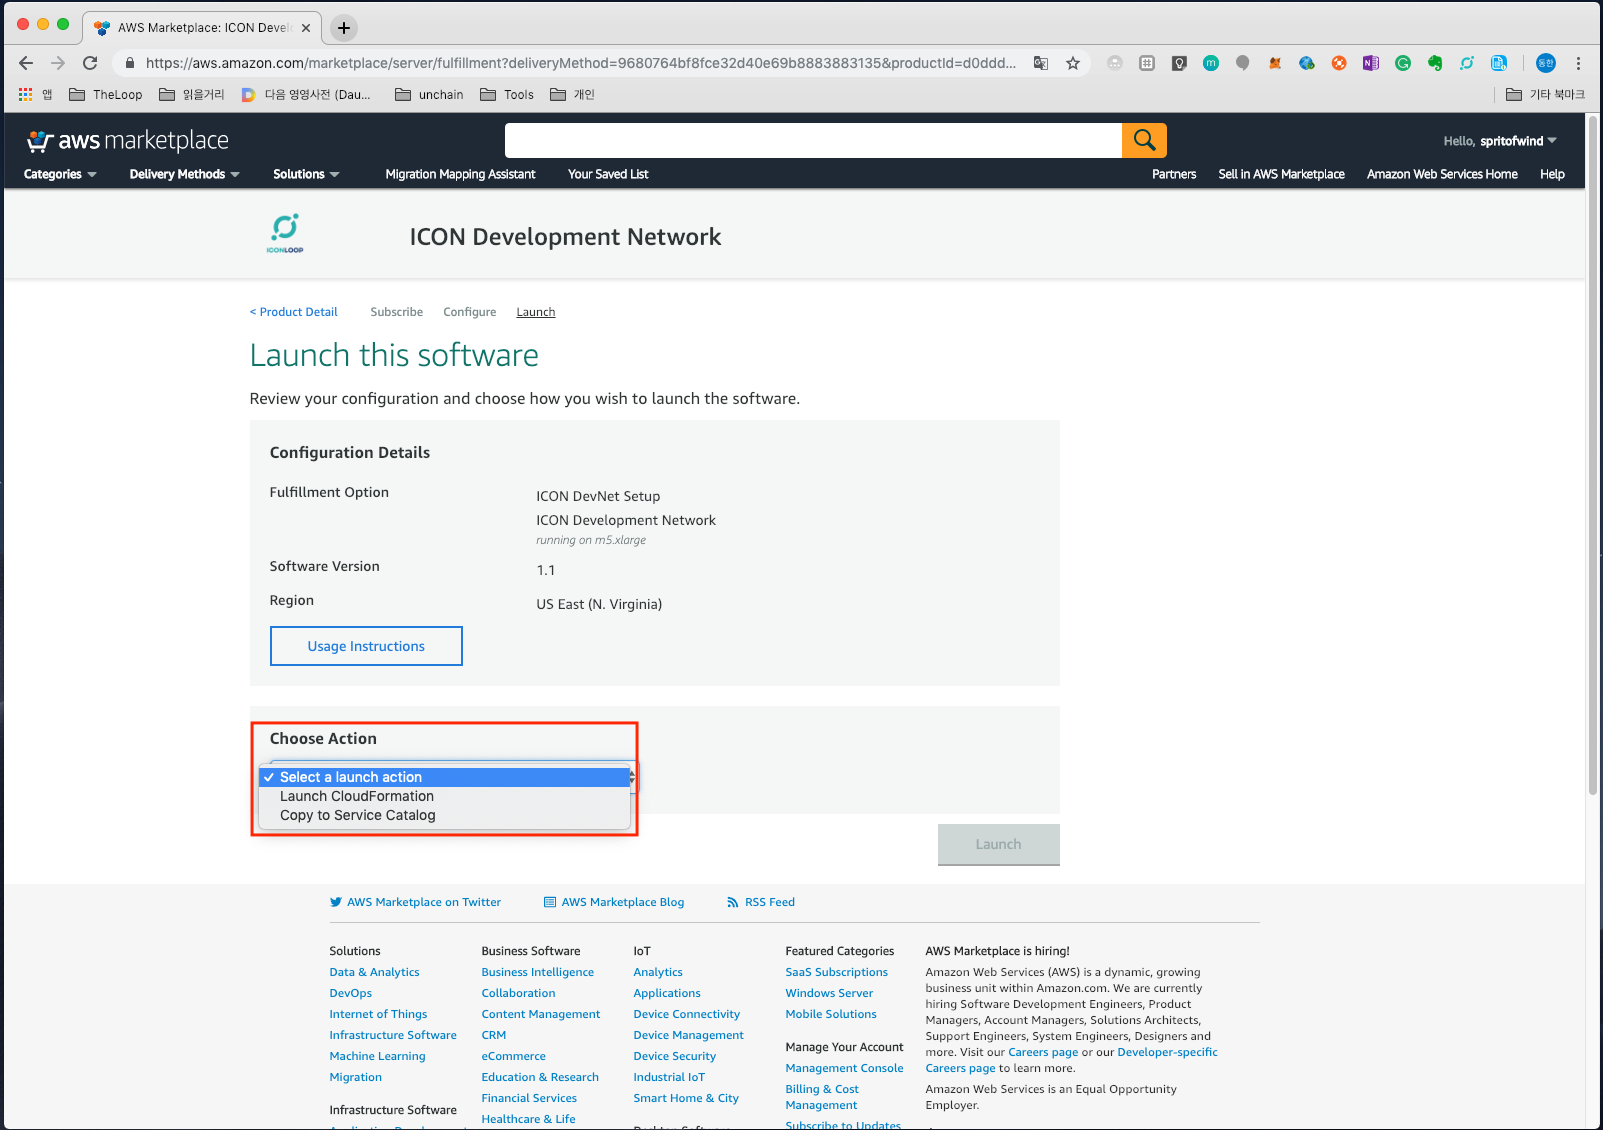 AWS Marketplace: ICON Develo
https://aws.amazon.com/marketplace/server/fulfillment?deliveryMethod=9680764bf8fce32d40e69b8883883135&productId=d0ddd...
동한
앱 TheLoop 읽을거리 다음 영영사전 (Dau... unchain Tools 개인 기타 북마크
aws marketplace
Hello, spritofwind
Categories Delivery Methods Solutions Migration Mapping Assistant Your Saved List Partners Sell in AWS Marketplace Amazon Web Services Home Help
ICONLOOP
ICON Development Network
< Product Detail Subscribe Configure Launch
Launch this software
Review your configuration and choose how you wish to launch the software.
Configuration Details
Fulfillment Option
ICON DevNet Setup
ICON Development Network
running on m5.xlarge
Software Version
1.1
Region
US East (N. Virginia)
Usage Instructions
Choose Action
✓ Select a launch action
Launch CloudFormation
Copy to Service Catalog
Launch
AWS Marketplace on Twitter AWS Marketplace Blog RSS Feed
Solutions
Data & Analytics
DevOps
Internet of Things
Infrastructure Software
Machine Learning
Migration
Infrastructure Software
Business Software
Business Intelligence
Collaboration
Content Management
CRM
eCommerce
Education & Research
Financial Services
Healthcare & Life
IoT
Analytics
Applications
Device Connectivity
Device Management
Device Security
Industrial IoT
Smart Home & City
Featured Categories
SaaS Subscriptions
Windows Server
Mobile Solutions
Manage Your Account
Management Console
Billing & Cost
Management
Subscribe to Updates
AWS Marketplace is hiring!
Amazon Web Services (AWS) is a dynamic, growing
business unit within Amazon.com. We are currently
hiring Software Development Engineers, Product
Managers, Account Managers, Solutions Architects,
Support Engineers, System Engineers, Designers and
more. Visit our Careers page or our Developer-specific
Careers page to learn more.
Amazon Web Services is an Equal Opportunity
Employer.